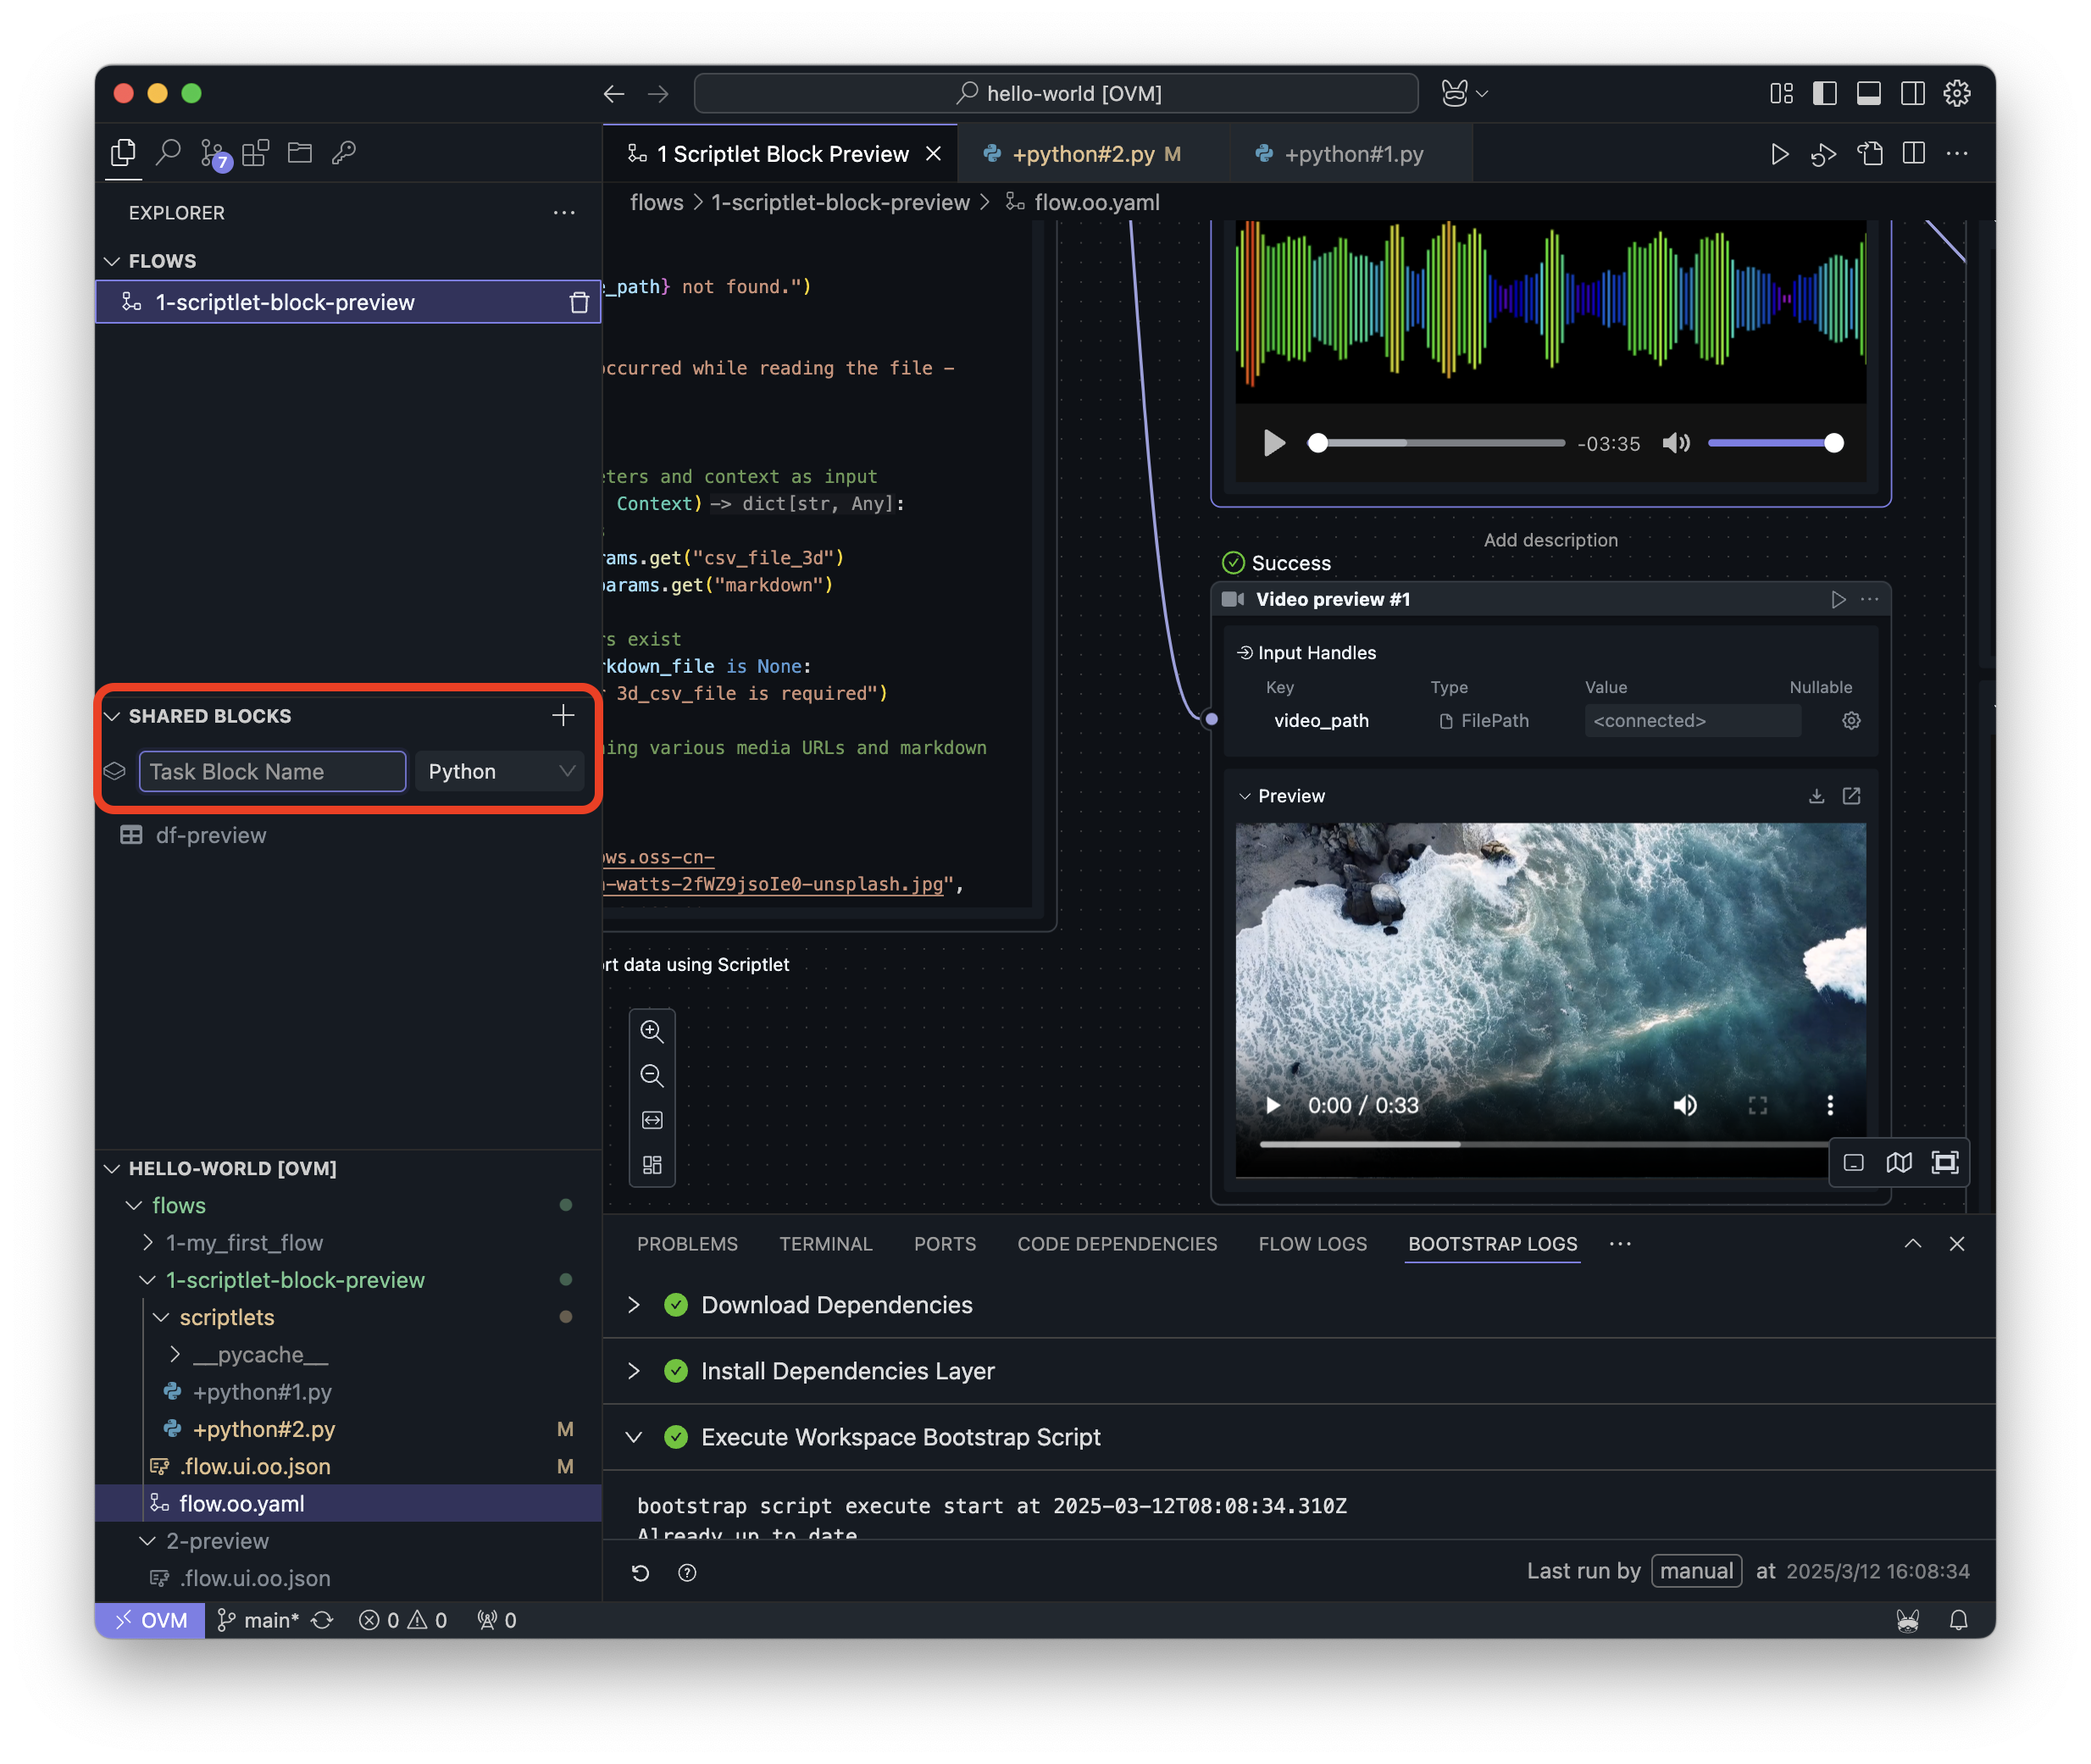 hello-world [OVM]
7
1 Scriptlet Block Preview
+python#2.py M
+python#1.py
EXPLORER
flows > 1-scriptlet-block-preview > flow.oo.yaml
FLOWS
1-scriptlet-block-preview
_path} not found.")
occurred while reading the file –
eters and context as input
Context) -> dict[str, Any]:
ams.get("csv_file_3d")
params.get("markdown")
rs exist
rkdown_file is None:
r 3d_csv_file is required")
ning various media URLs and markdown
ows.oss-cn-
n-watts-2fWZ9jsoIe0-unsplash.jpg",
rt data using Scriptlet
-03:35
Add description
Success
Video preview #1
Input Handles
Key Type Value Nullable
video_path FilePath <connected>
Preview
0:00 / 0:33
SHARED BLOCKS
Task Block Name Python
df-preview
HELLO-WORLD [OVM]
flows
1-my_first_flow
1-scriptlet-block-preview
scriptlets
__pycache__
+python#1.py
+python#2.py M
.flow.ui.oo.json M
flow.oo.yaml
2-preview
.flow.ui.oo.json
PROBLEMS TERMINAL PORTS CODE DEPENDENCIES FLOW LOGS BOOTSTRAP LOGS
Download Dependencies
Install Dependencies Layer
Execute Workspace Bootstrap Script
bootstrap script execute start at 2025-03-12T08:08:34.310Z
Already up to date
Last run by manual at 2025/3/12 16:08:34
OVM main* 0 0 0